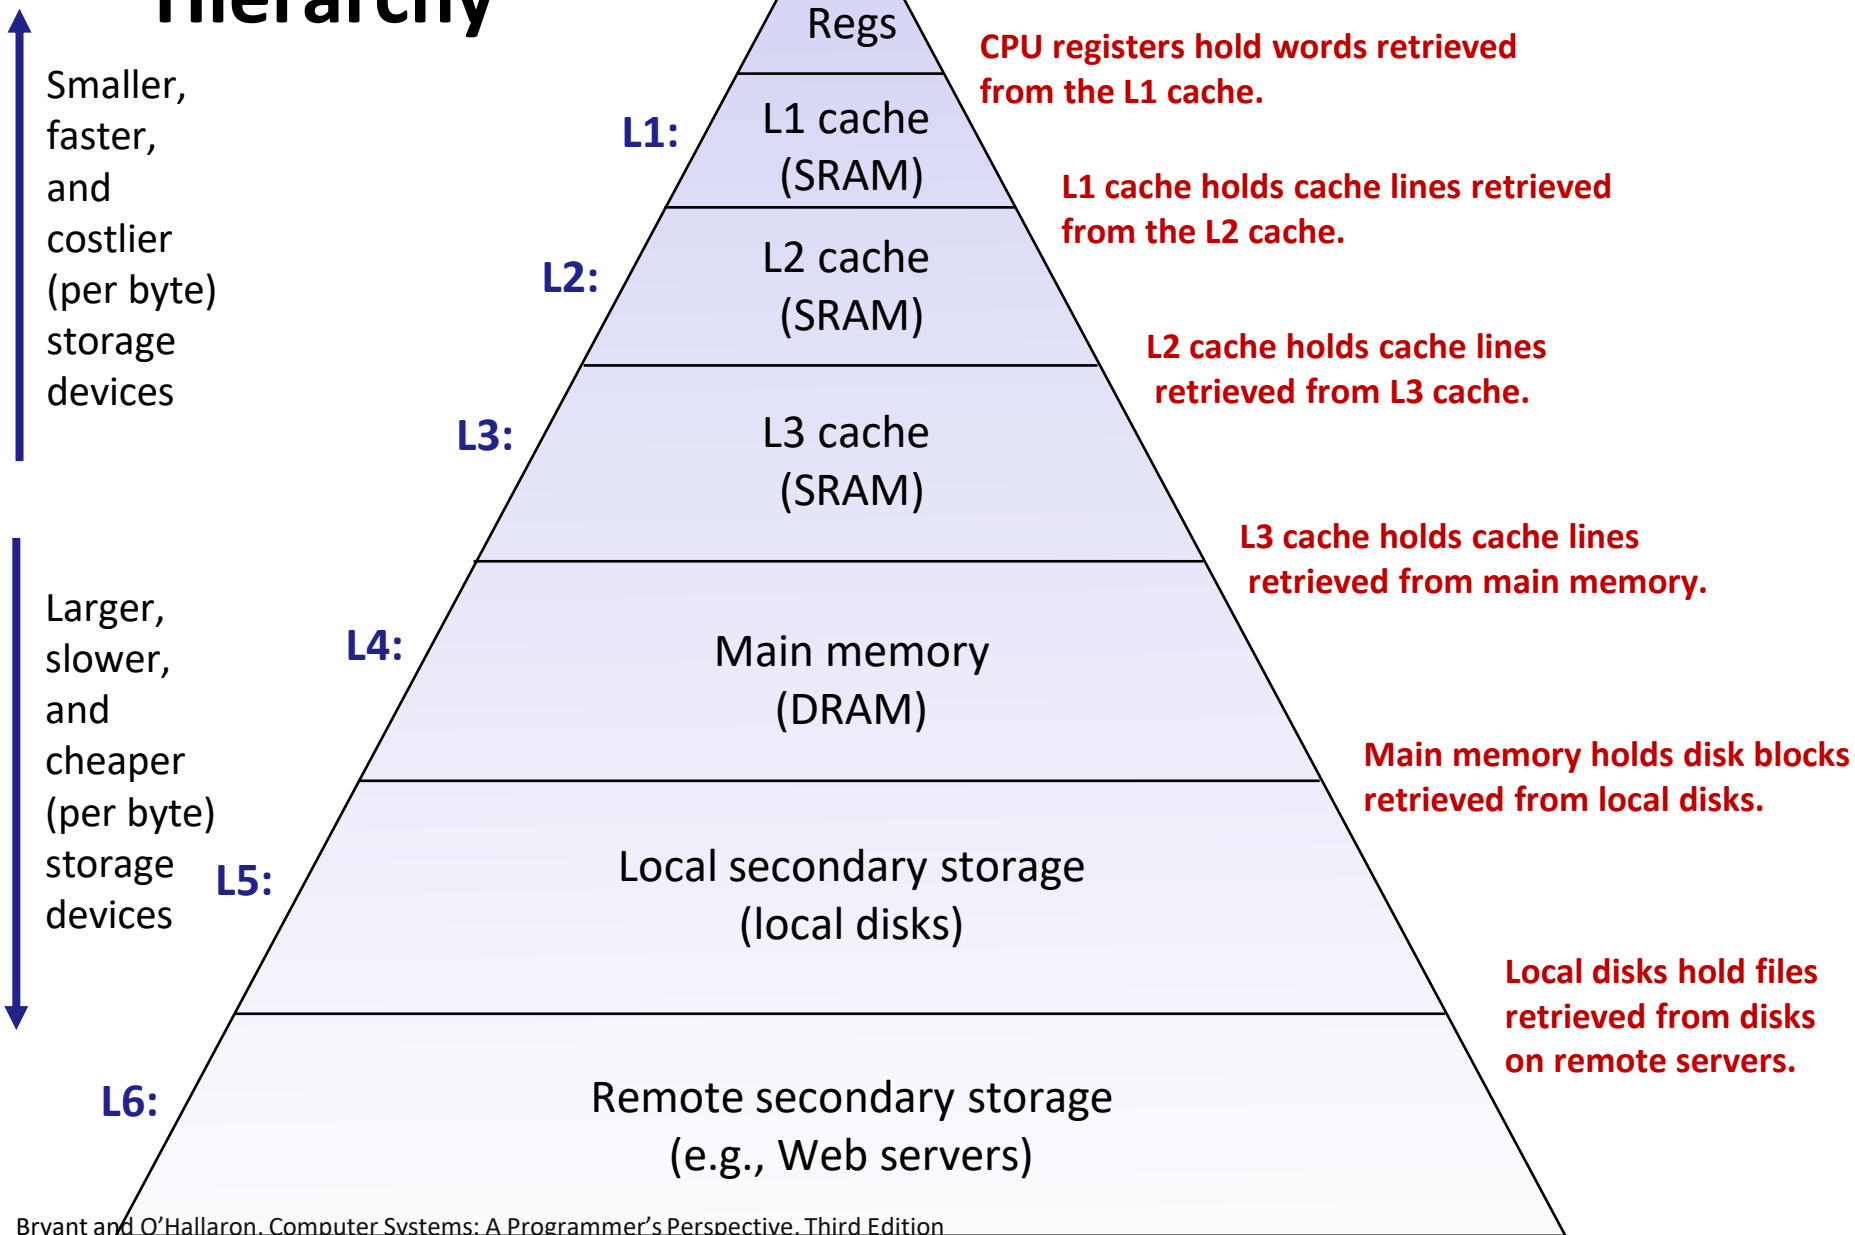 Hierarchy
Regs
CPU registers hold words retrieved
from the L1 cache.
Smaller,
faster,
and
costlier
(per byte)
storage
devices
L1:
L1 cache
(SRAM)
L1 cache holds cache lines retrieved
from the L2 cache.
L2:
L2 cache
(SRAM)
L2 cache holds cache lines
retrieved from L3 cache.
L3:
L3 cache
(SRAM)
L3 cache holds cache lines
retrieved from main memory.
Larger,
slower,
and
cheaper
(per byte)
storage
devices
L4:
Main memory
(DRAM)
Main memory holds disk blocks
retrieved from local disks.
L5:
Local secondary storage
(local disks)
Local disks hold files
retrieved from disks
on remote servers.
L6:
Remote secondary storage
(e.g., Web servers)
Bryant and O'Hallaron, Computer Systems: A Programmer's Perspective, Third Edition